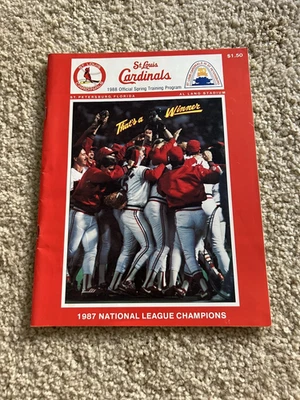 $1.50
St. Louis
Cardinals
1988 Official Spring Training Program
ST. PETERSBURG FLORIDA
AL LANG STADIUM
That's a Winner
1987 NATIONAL LEAGUE CHAMPIONS